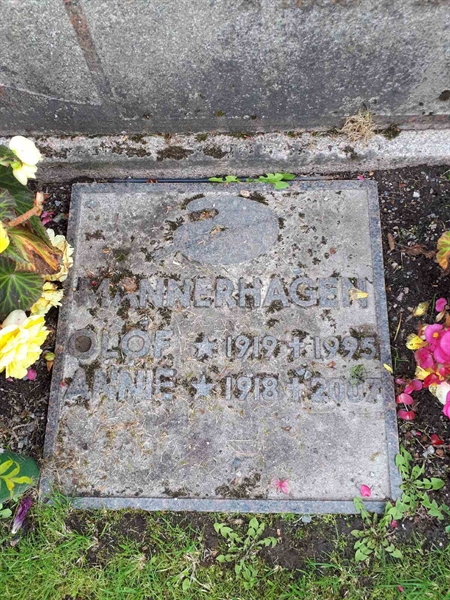 MANNERHAGEN
OLOF ★ 1919 † 1995
ANNIE ★ 1918 † 2007